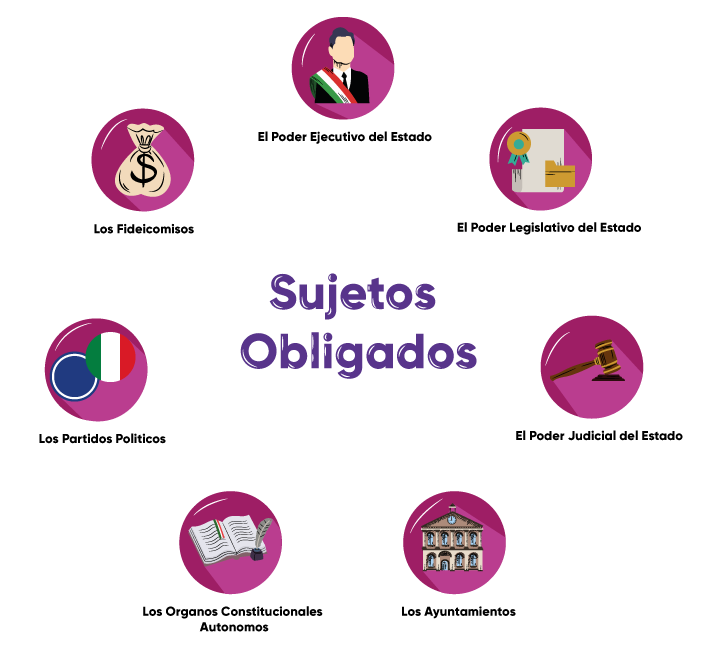 El Poder Ejecutivo del Estado
Los Fideicomisos
$
El Poder Legislativo del Estado
Sujetos
Obligados
Los Partidos Politicos
El Poder Judicial del Estado
Los Organos Constitucionales
Autonomos
Los Ayuntamientos